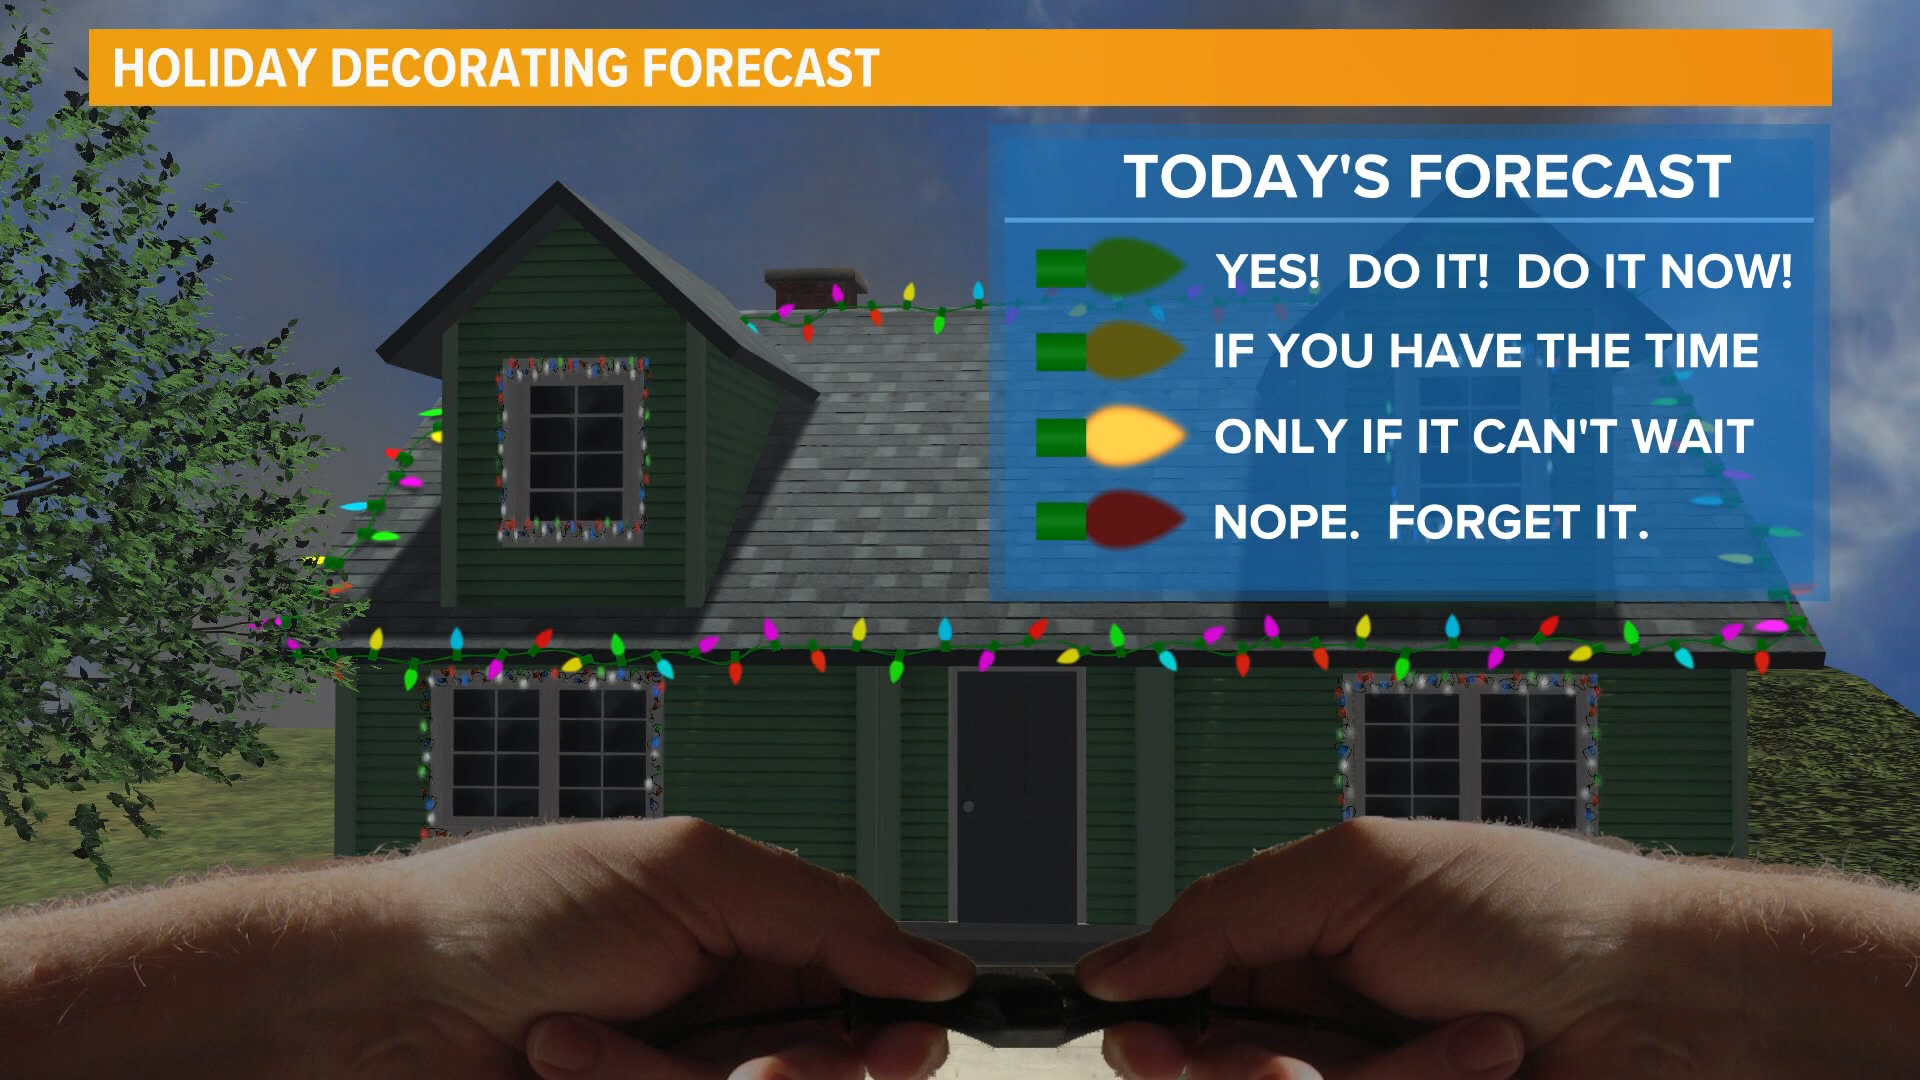 HOLIDAY DECORATING FORECAST
TODAY'S FORECAST
YES! DO IT! DO IT NOW!
IF YOU HAVE THE TIME
ONLY IF IT CAN'T WAIT
NOPE. FORGET IT.